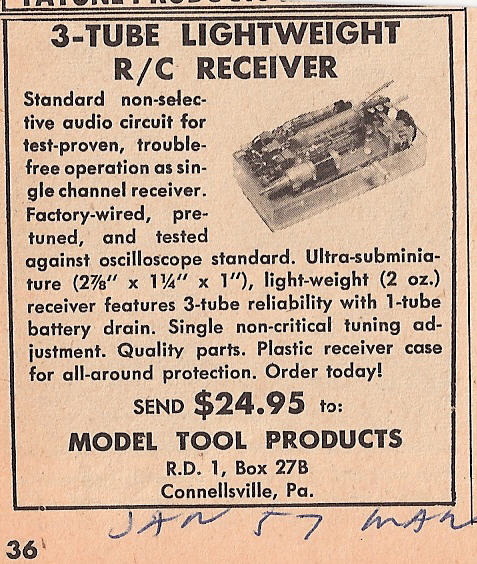 3-TUBE LIGHTWEIGHT
R/C RECEIVER
Standard non-selec-
tive audio circuit for
test-proven, trouble-
free operation as sin-
gle channel receiver.
Factory-wired, pre-
tuned, and tested
against oscilloscope standard. Ultra-subminia-
ture (2⅞" x 1¼" x 1"), light-weight (2 oz.)
receiver features 3-tube reliability with 1-tube
battery drain. Single non-critical tuning ad-
justment. Quality parts. Plastic receiver case
for all-around protection. Order today!
SEND $24.95 to:
MODEL TOOL PRODUCTS
R.D. 1, Box 27B
Connellsville, Pa.
JAN 57 MAN
36